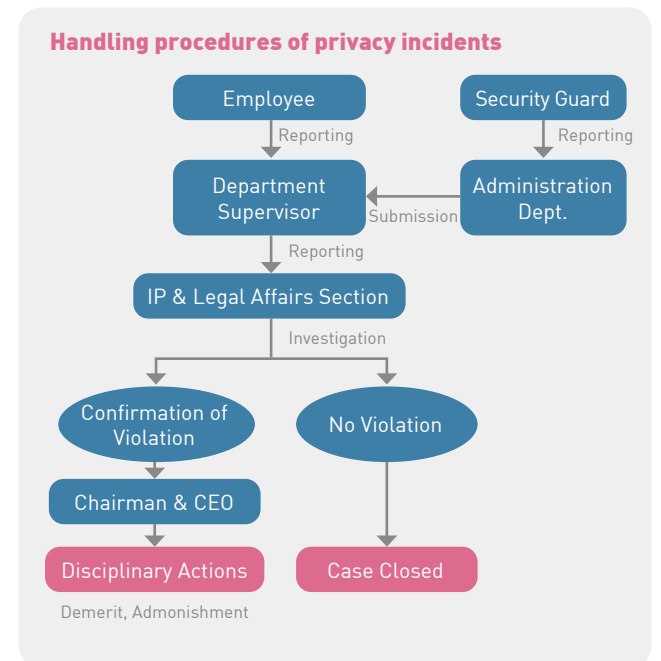 Handling procedures of privacy incidents
Employee
Security Guard
Reporting
Reporting
Department
Supervisor
Administration
Dept.
Submission
Reporting
IP & Legal Affairs Section
Investigation
Confirmation of
Violation
No Violation
Chairman & CEO
Disciplinary Actions
Case Closed
Demerit, Admonishment